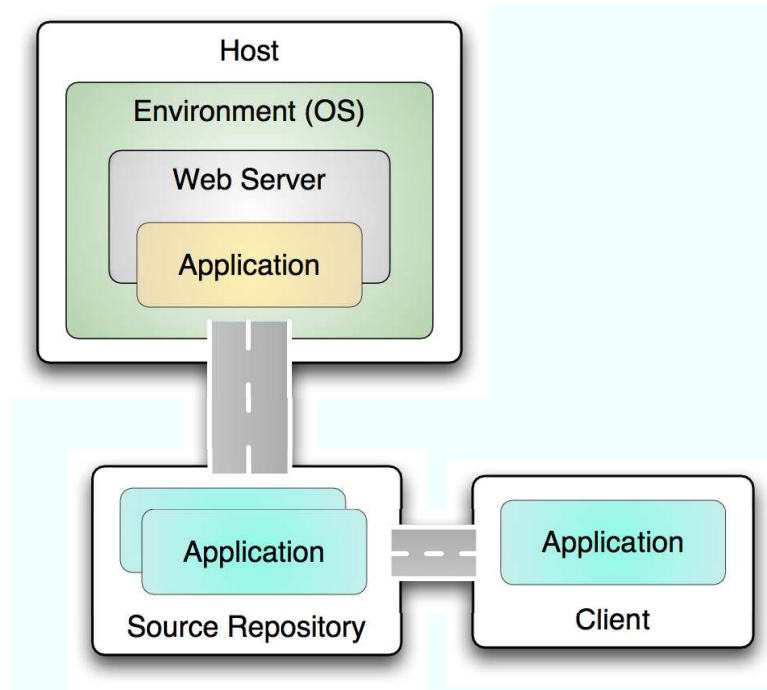 Host
Environment (OS)
Web Server
Application
Application
Source Repository
Application
Client